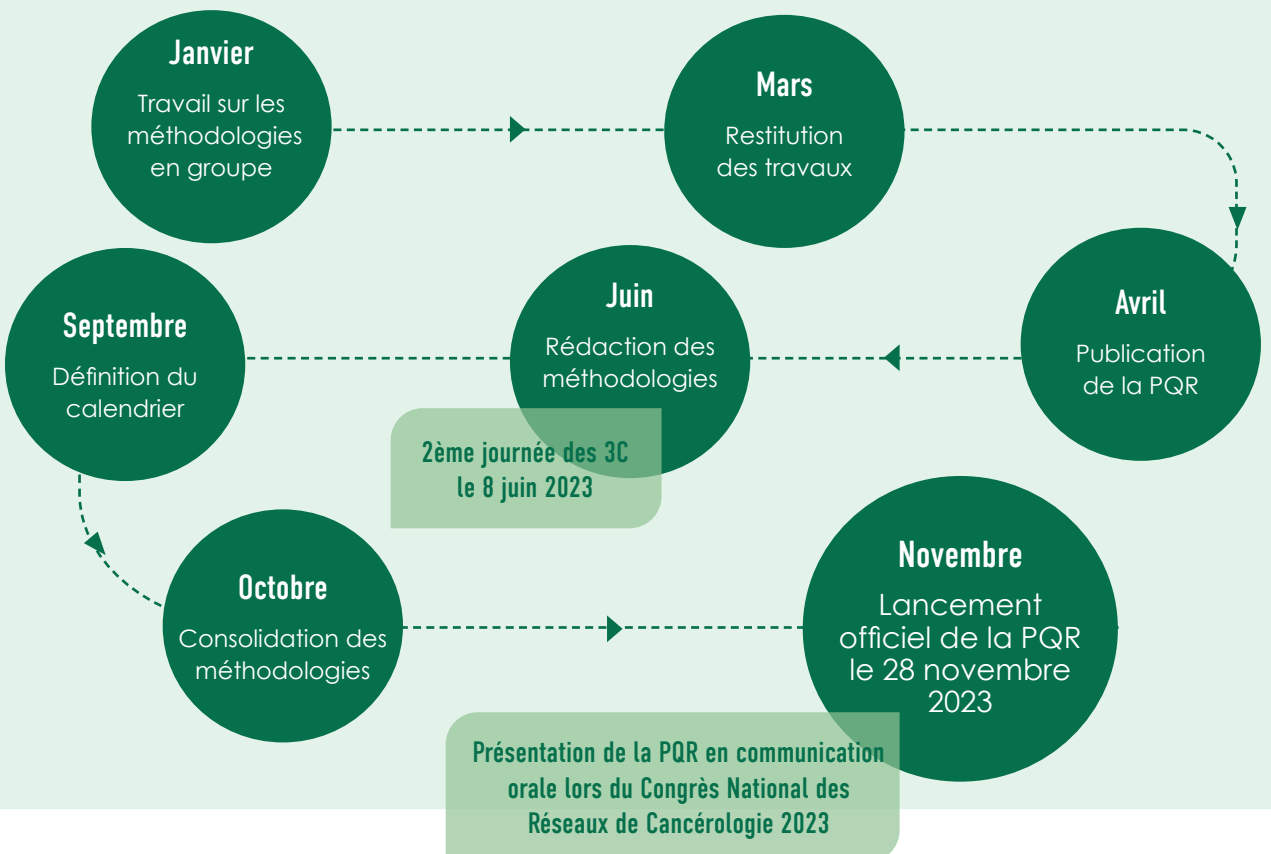 Janvier
Travail sur les
méthodologies
en groupe
Mars
Restitution
des travaux
Avril
Publication
de la PQR
Juin
Rédaction des
méthodologies
2ème journée des 3C
le 8 juin 2023
Septembre
Définition du
calendrier
Octobre
Consolidation des
méthodologies
Novembre
Lancement
officiel de la PQR
le 28 novembre
2023
Présentation de la PQR en communication
orale lors du Congrès National des
Réseaux de Cancérologie 2023